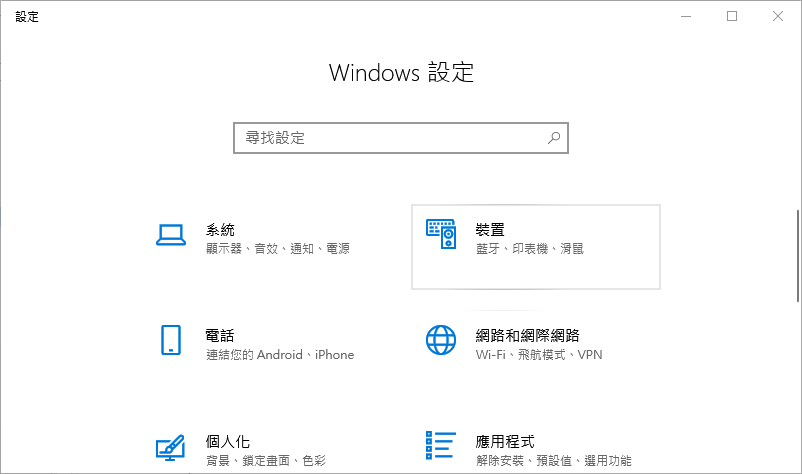 設定
Windows 設定
尋找設定
系統
顯示器、音效、通知、電源
裝置
藍牙、印表機、滑鼠
電話
連結您的 Android、iPhone
網路和網際網路
Wi-Fi、飛航模式、VPN
個人化
背景、鎖定畫面、色彩
應用程式
解除安裝、預設值、選用功能